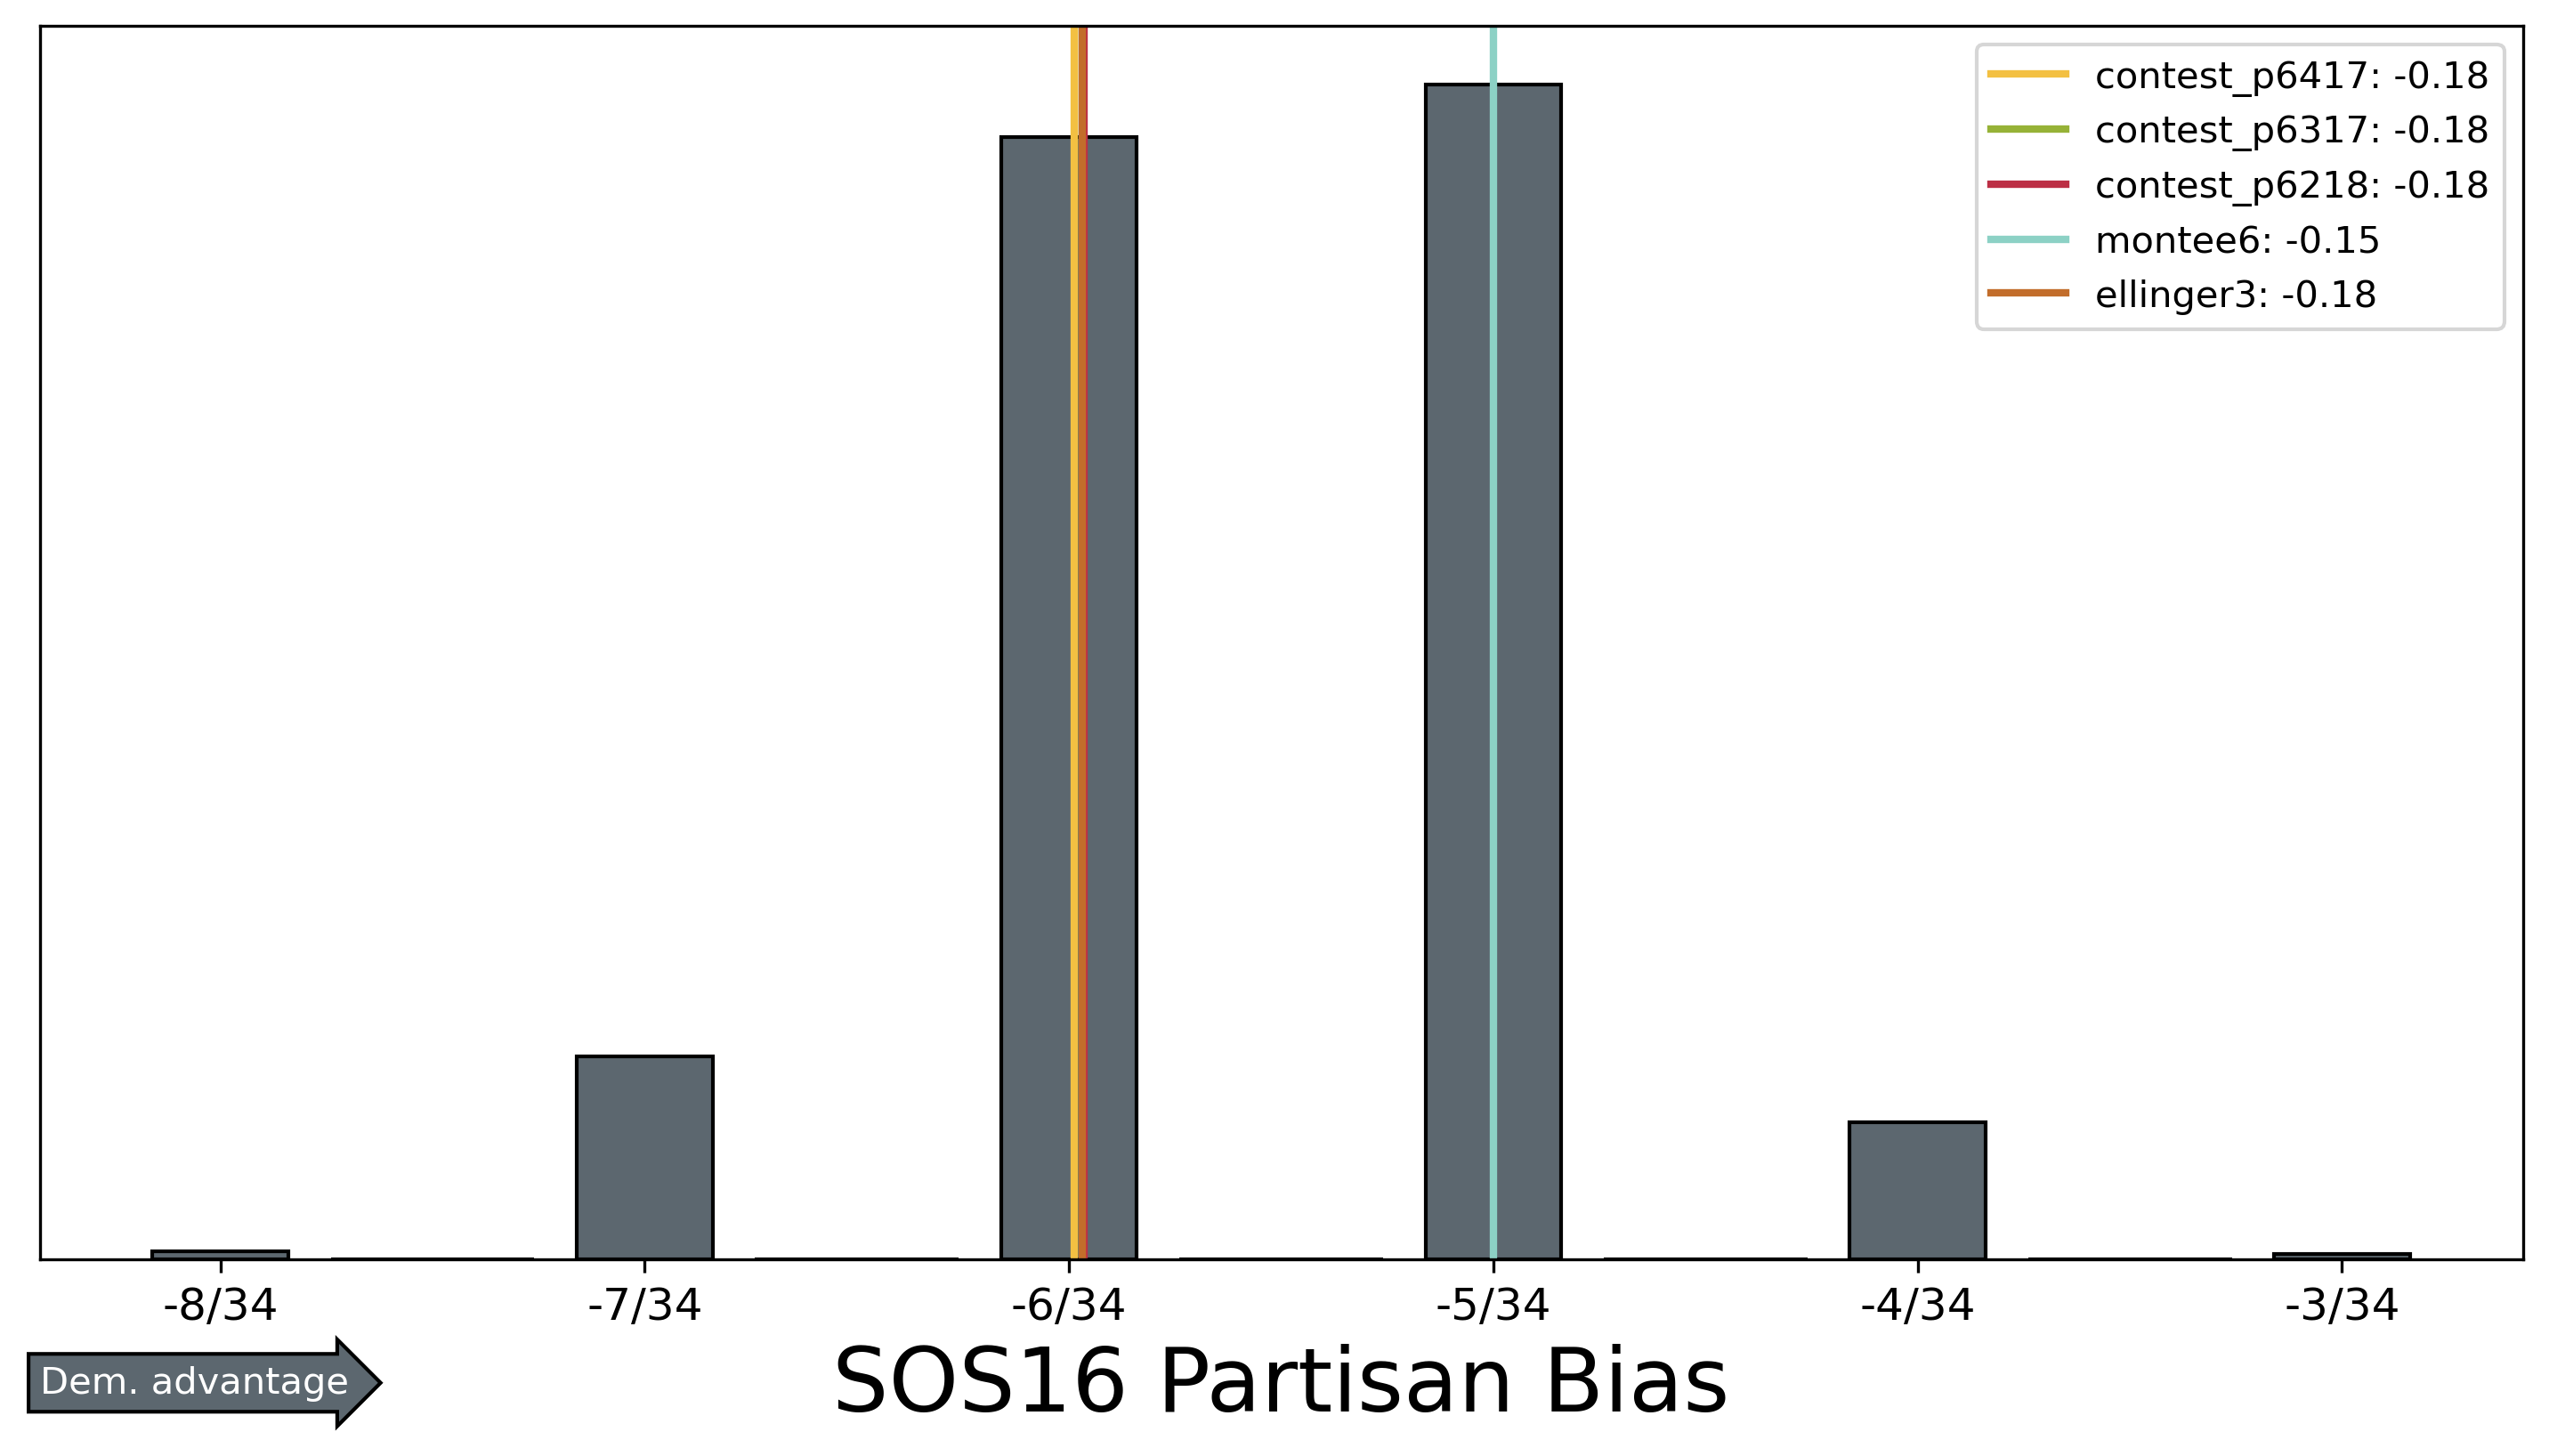 contest_p6417: -0.18
contest_p6317: -0.18
contest_p6218: -0.18
montee6: -0.15
ellinger3: -0.18
-8/34 -7/34 -6/34 -5/34 -4/34 -3/34
Dem. advantage
SOS16 Partisan Bias